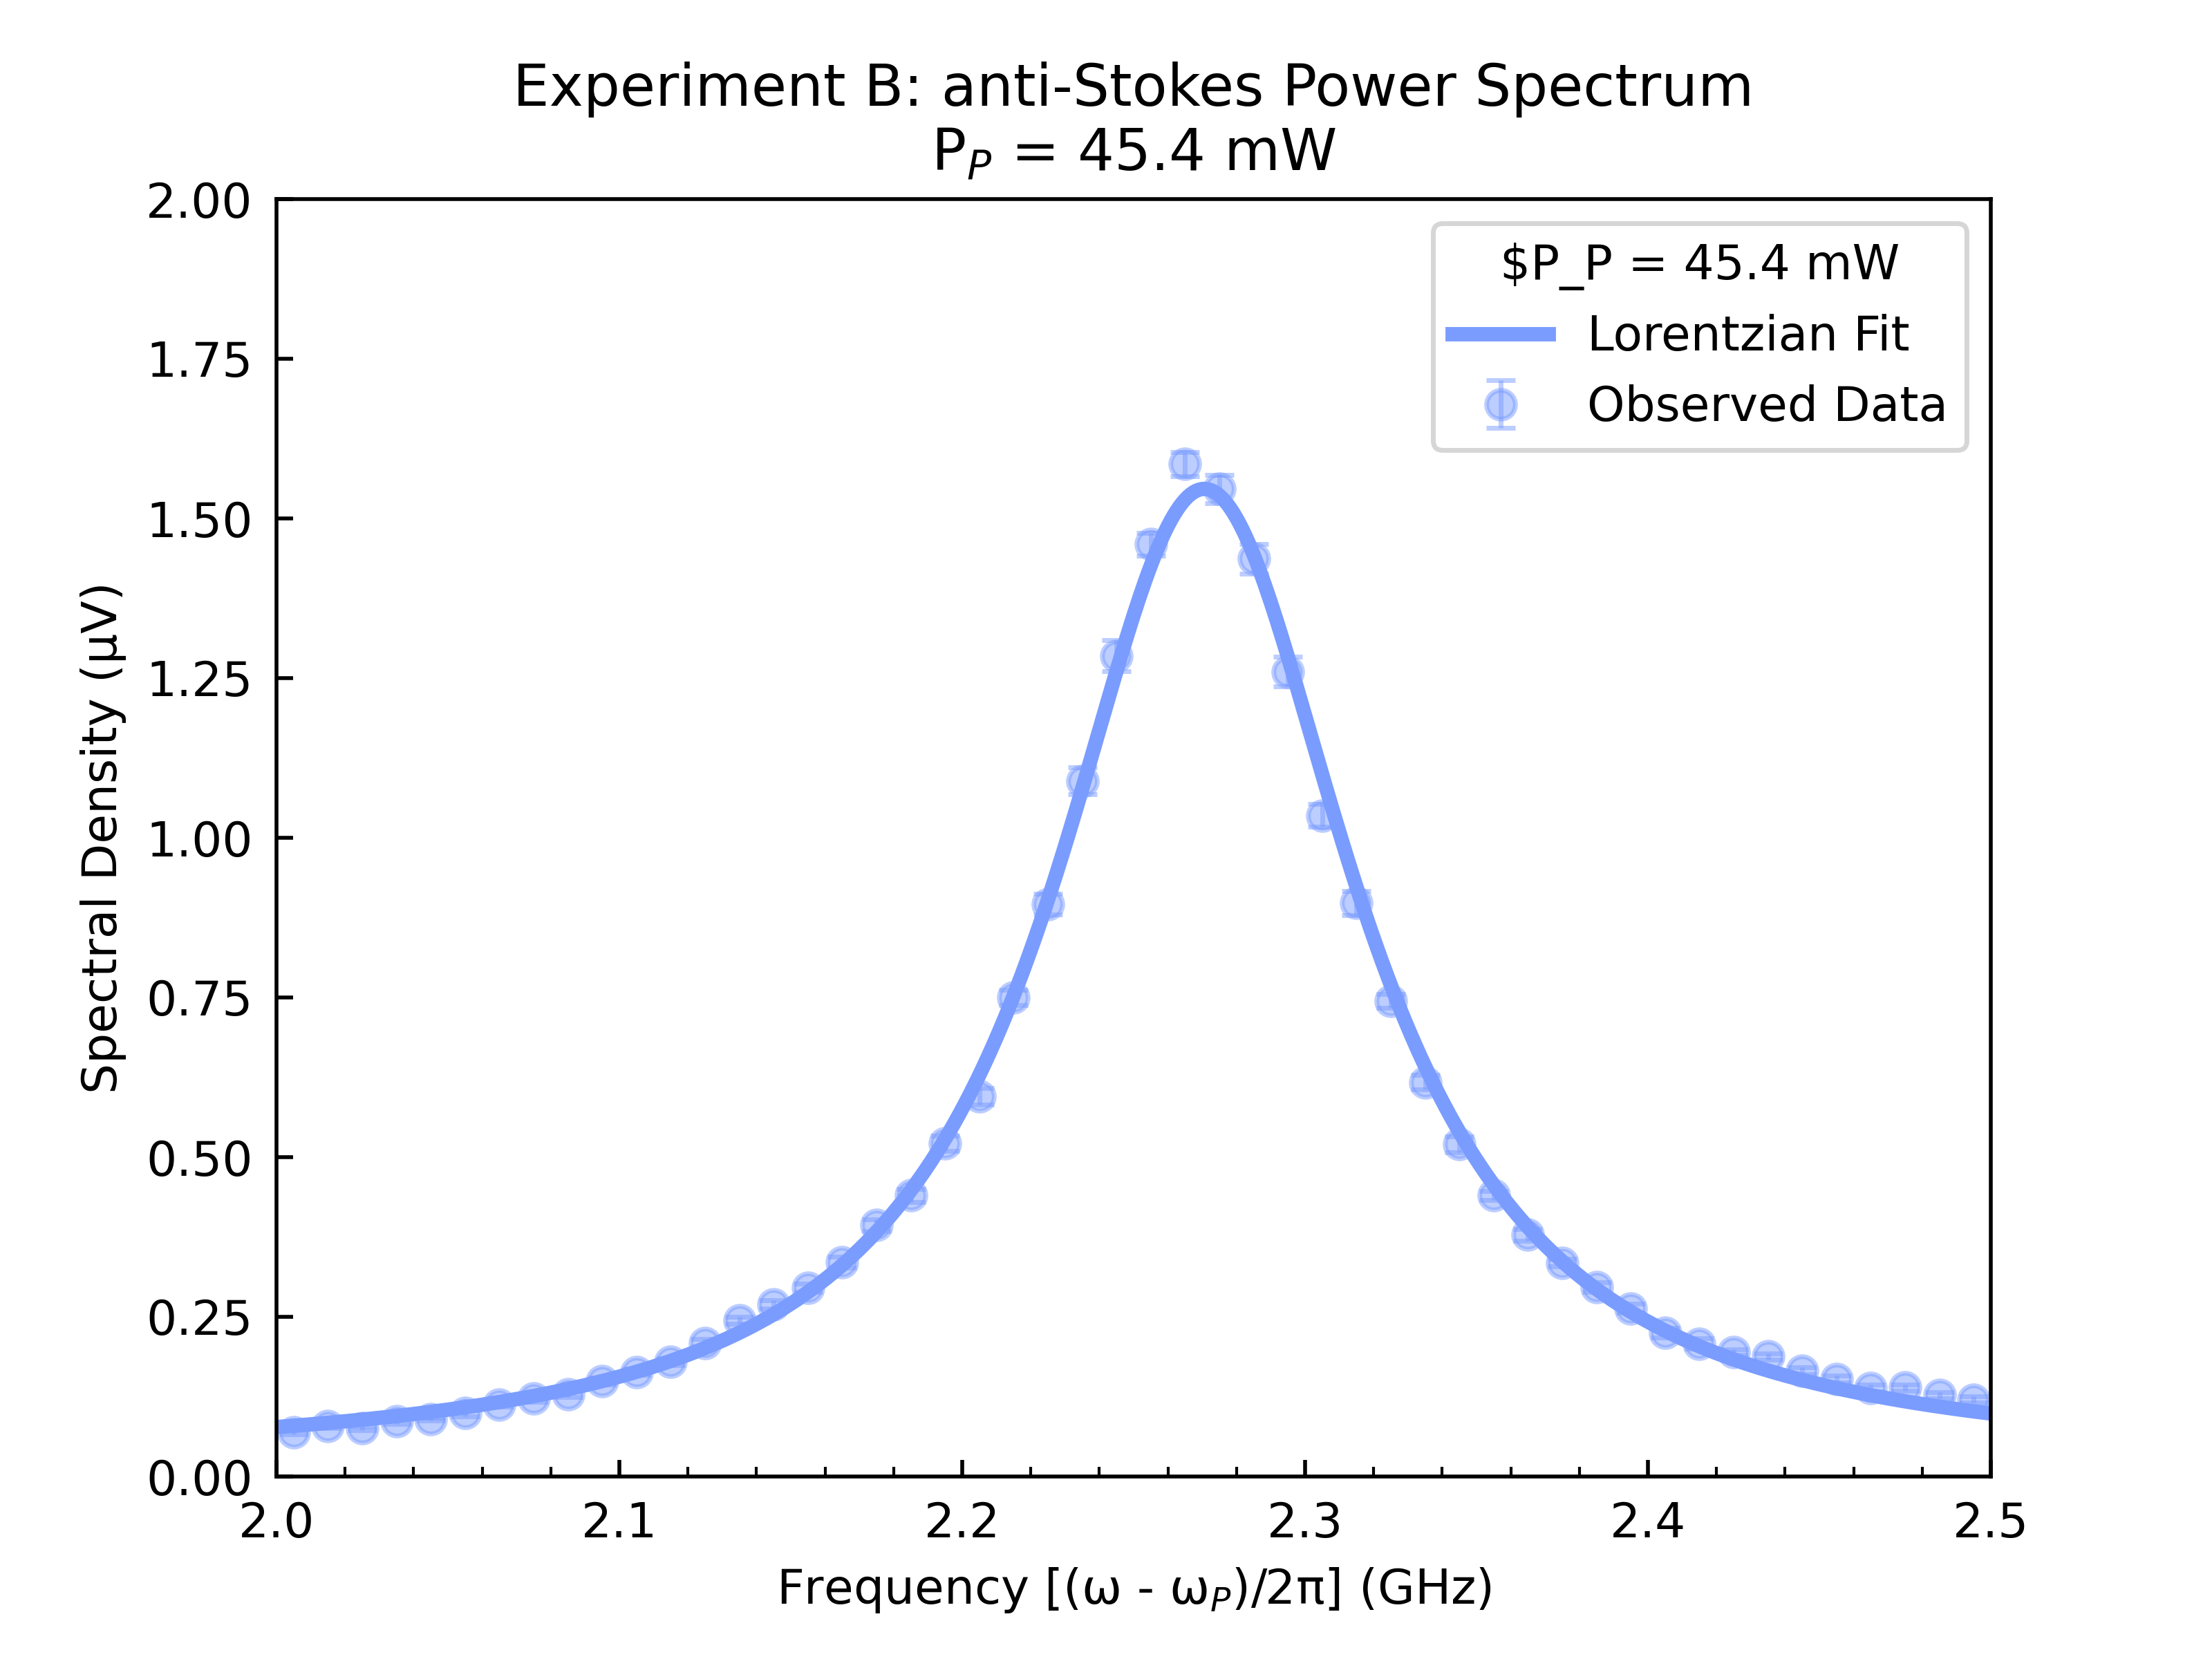 Experiment B: anti-Stokes Power Spectrum
P_P = 45.4 mW
$P_P = 45.4 mW
Lorentzian Fit
Observed Data
Spectral Density (µV)
2.00
1.75
1.50
1.25
1.00
0.75
0.50
0.25
0.00
2.0 2.1 2.2 2.3 2.4 2.5
Frequency [(ω - ω_P)/2π] (GHz)